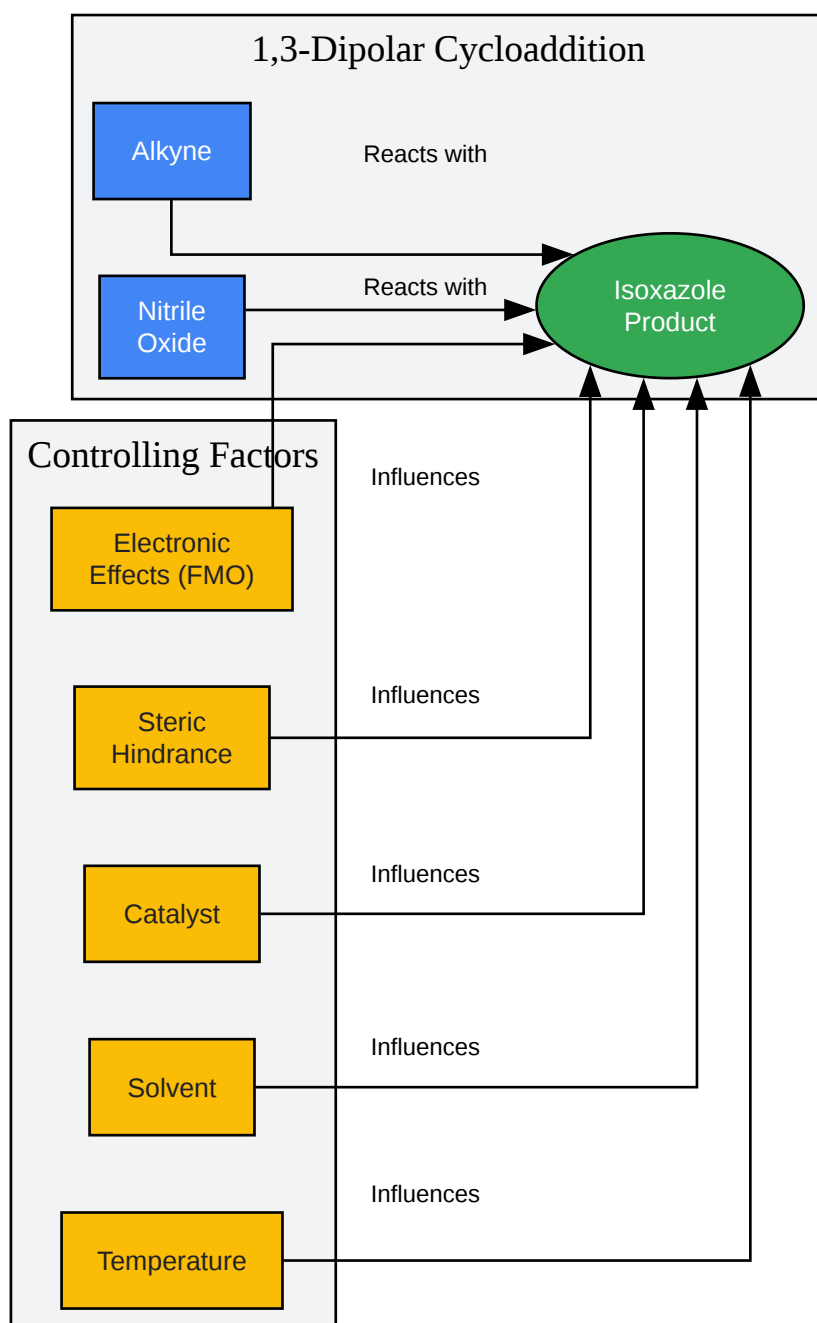 1,3-Dipolar Cycloaddition
Alkyne
Reacts with
Nitrile
Oxide
Reacts with
Isoxazole
Product
Controlling Factors
Influences
Electronic
Effects (FMO)
Influences
Steric
Hindrance
Influences
Catalyst
Influences
Solvent
Influences
Temperature